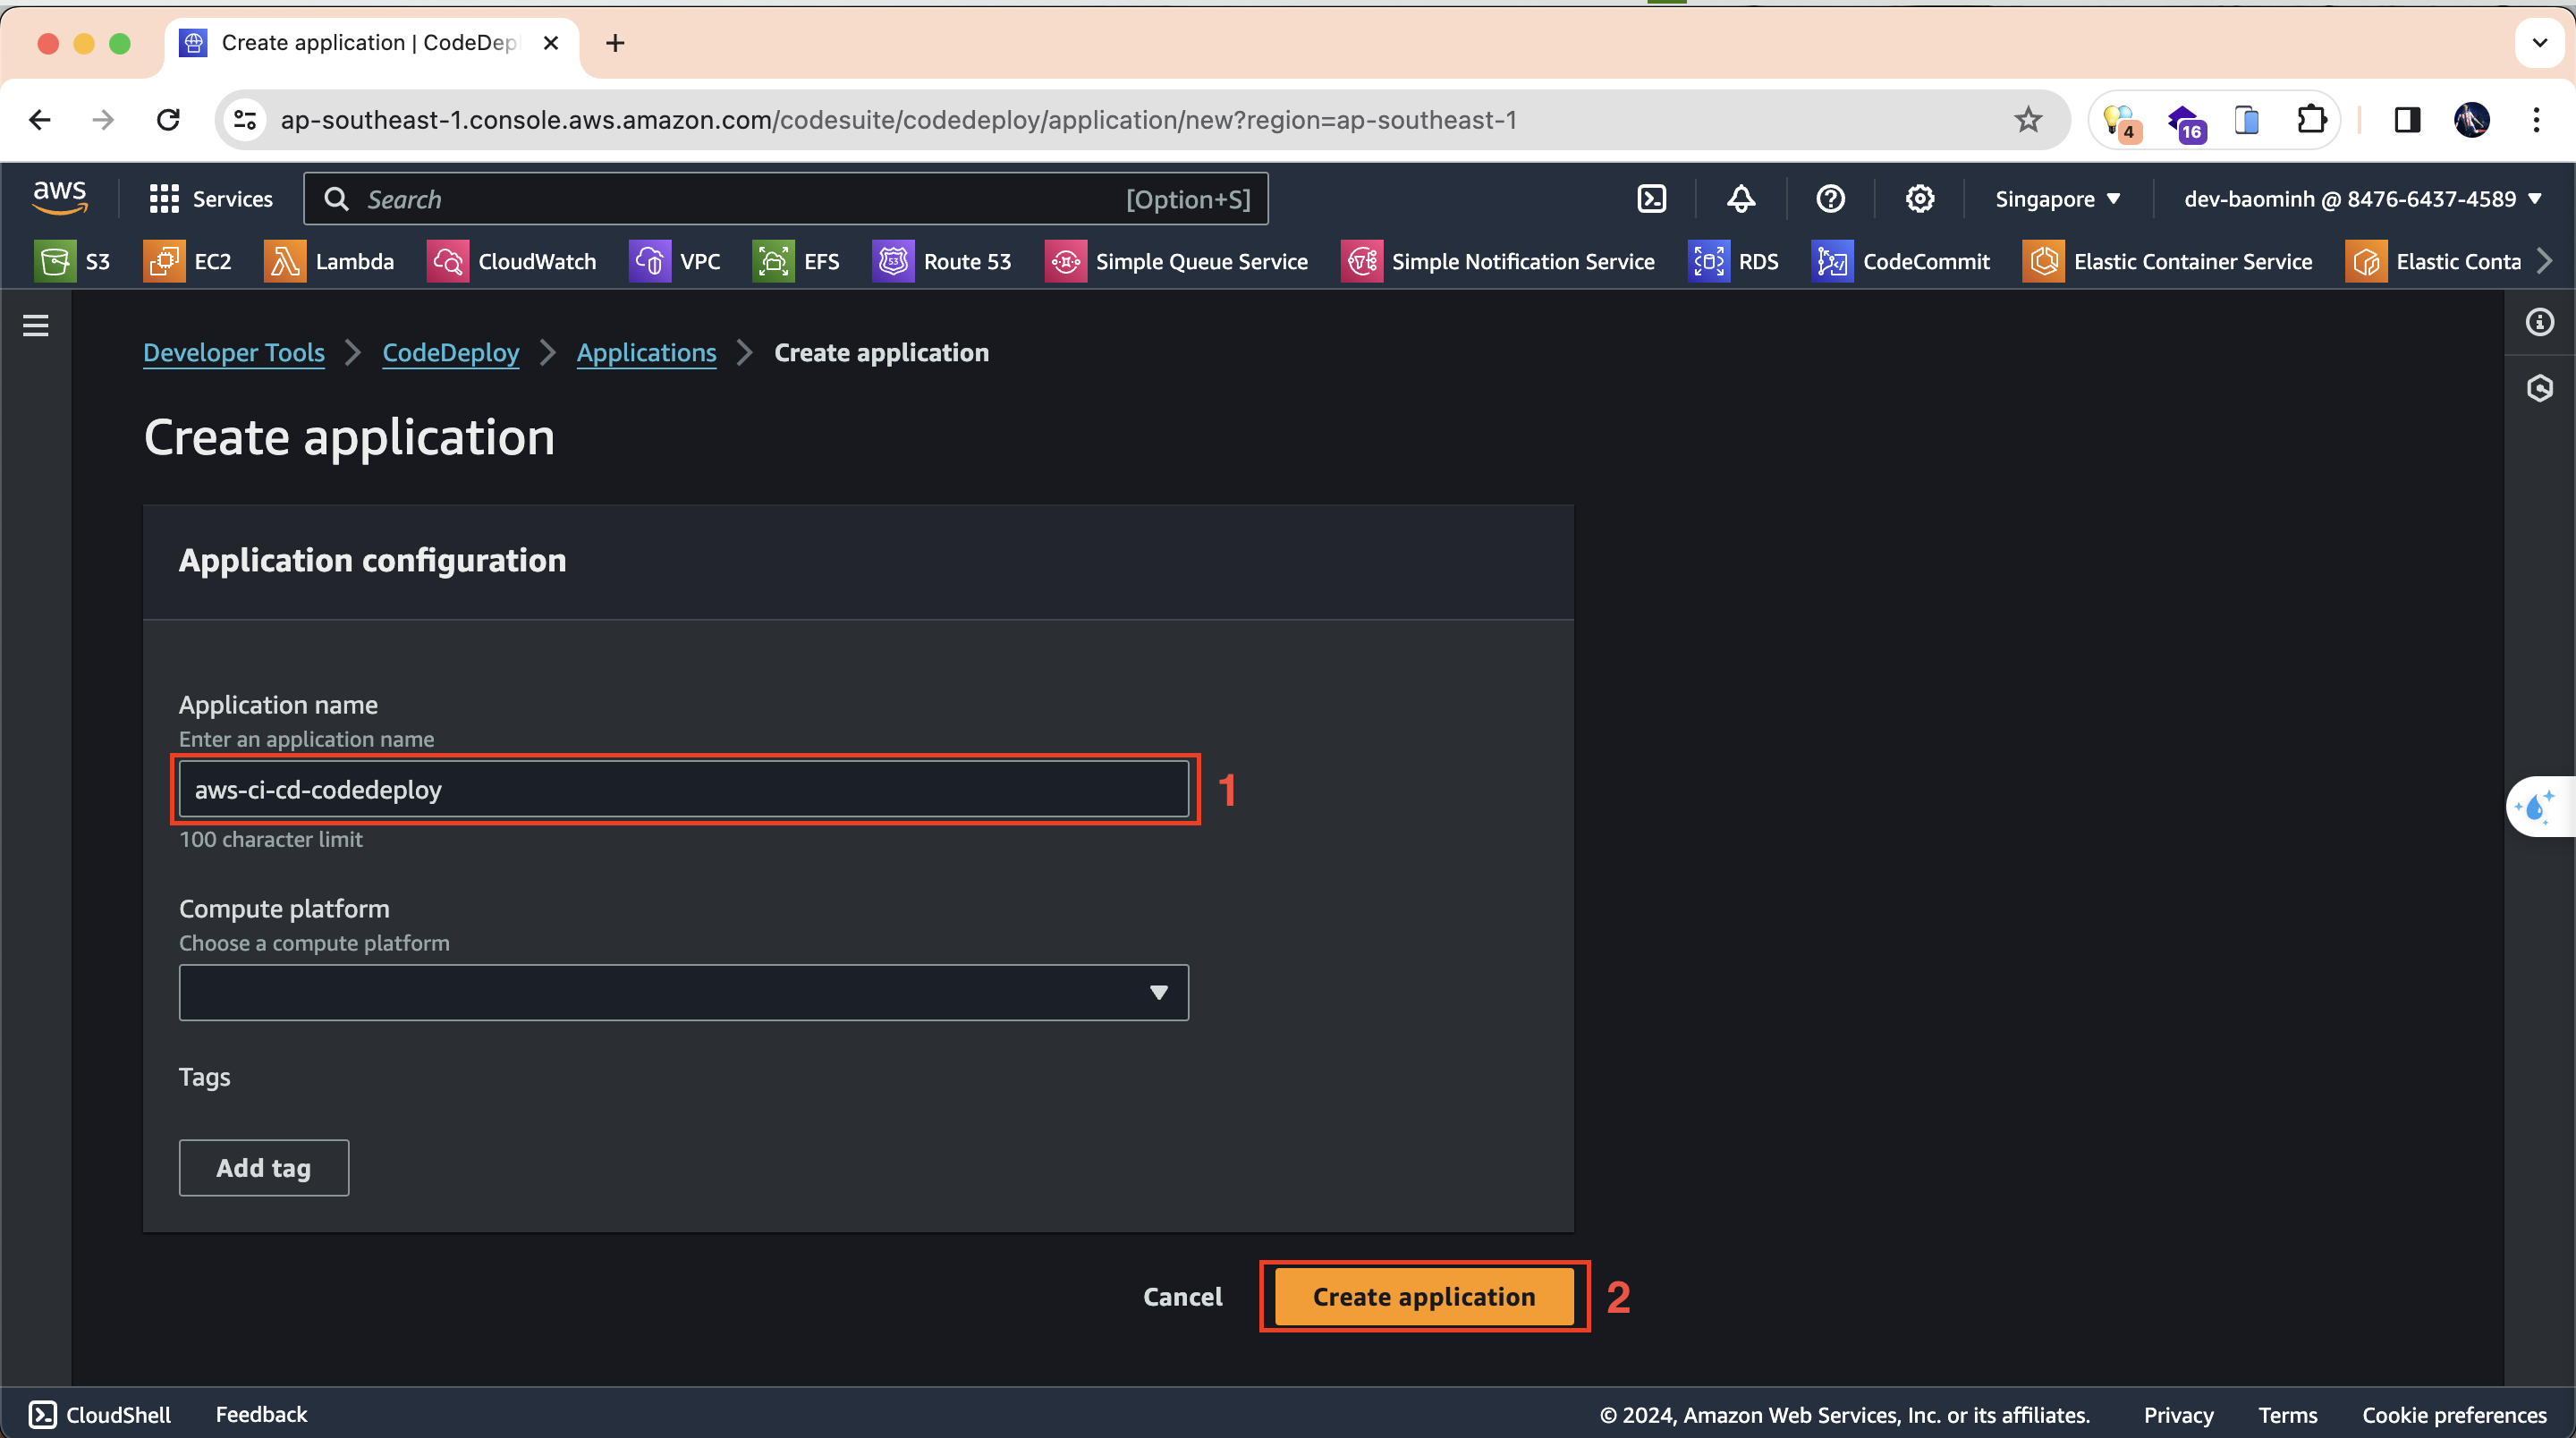 Create application | CodeDep
ap-southeast-1.console.aws.amazon.com/codesuite/codedeploy/application/new?region=ap-southeast-1
4
16
aws
Services
Search
[Option+S]
Singapore
dev-baominh @ 8476-6437-4589
S3
EC2
Lambda
CloudWatch
VPC
EFS
53
Route 53
Simple Queue Service
Simple Notification Service
RDS
CodeCommit
Elastic Container Service
Elastic Conta
Developer Tools
CodeDeploy
Applications
Create application
Create application
Application configuration
Application name
Enter an application name
aws-ci-cd-codedeploy
1
100 character limit
Compute platform
Choose a compute platform
Tags
Add tag
Cancel
Create application
2
CloudShell
Feedback
© 2024, Amazon Web Services, Inc. or its affiliates.
Privacy
Terms
Cookie preferences